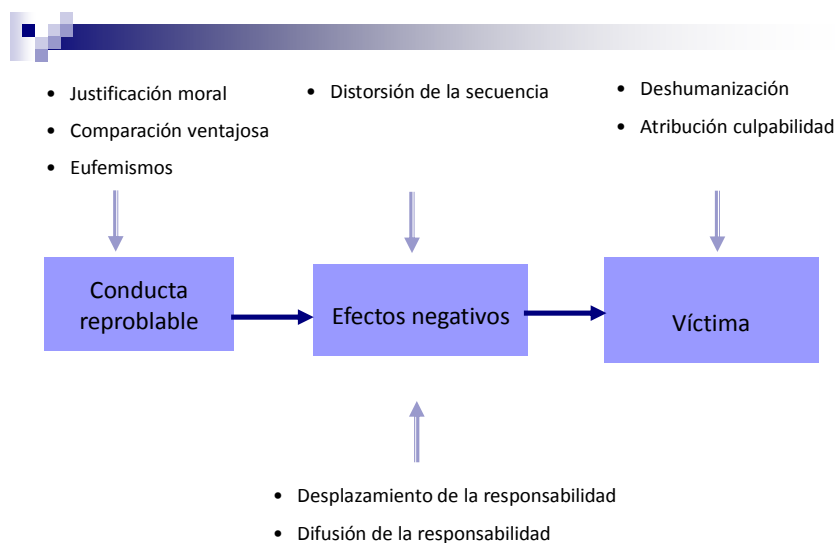 • Justificación moral
• Comparación ventajosa
• Eufemismos
• Distorsión de la secuencia
• Deshumanización
• Atribución culpabilidad
Conducta
reproblable
Efectos negativos
Víctima
• Desplazamiento de la responsabilidad
• Difusión de la responsabilidad